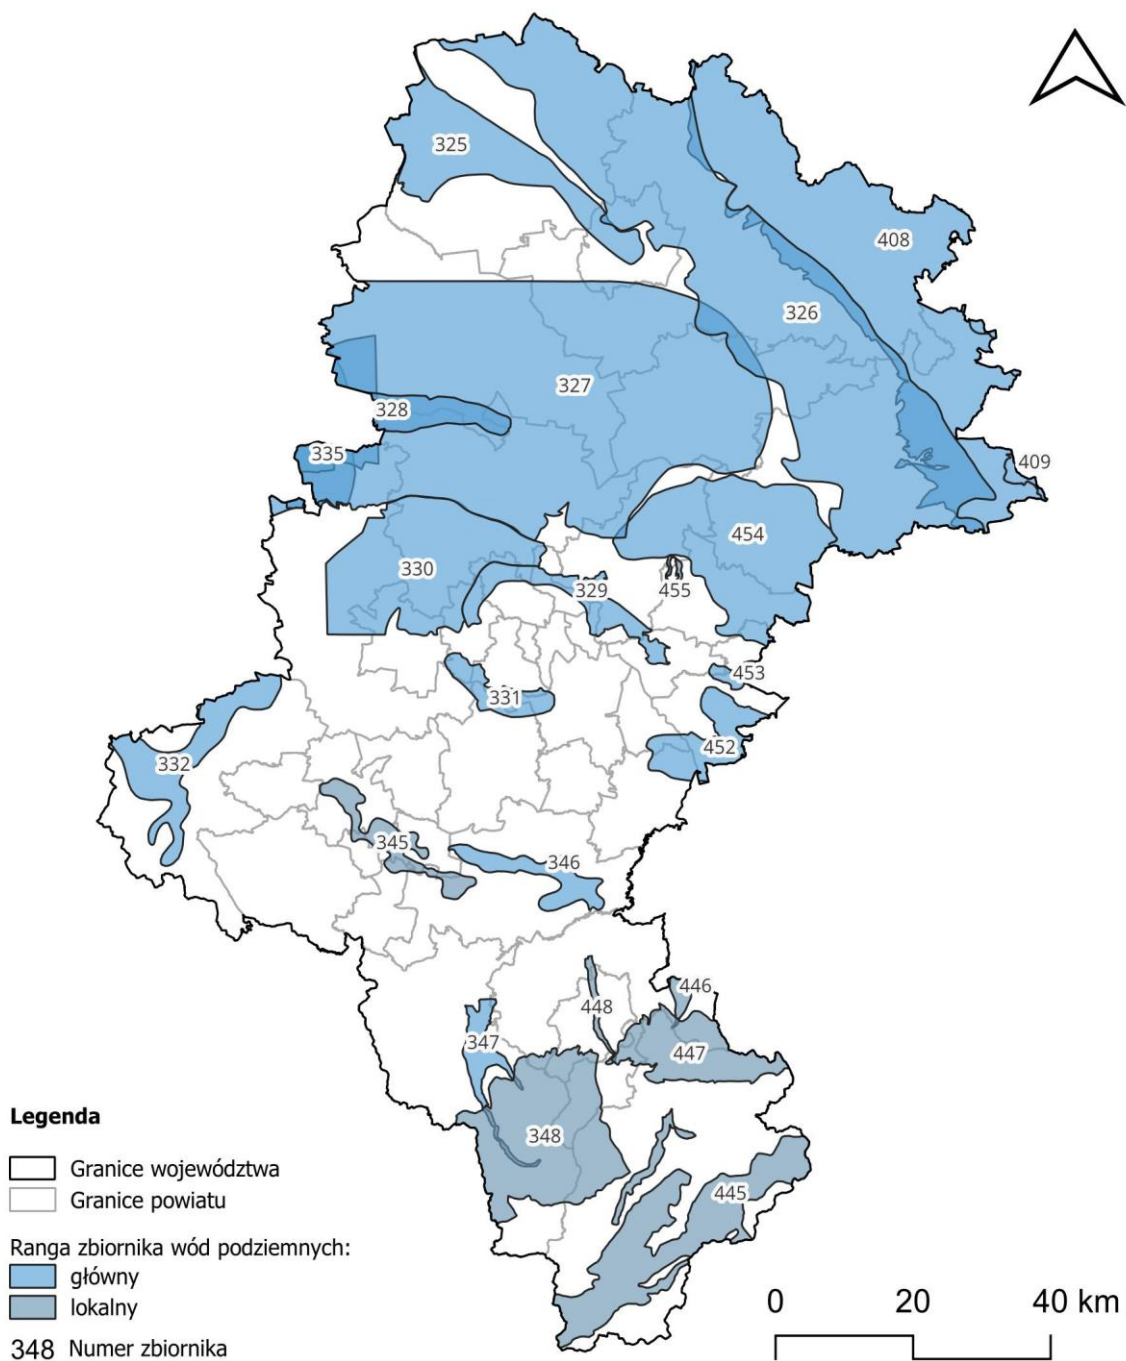 325
408
326
327
328
335
409
454
330
329
455
453
331
452
332
345
346
446
448
347
447
348
445
Legenda
Granice województwa
Granice powiatu
Ranga zbiornika wód podziemnych:
główny
lokalny
348 Numer zbiornika
0 20 40 km